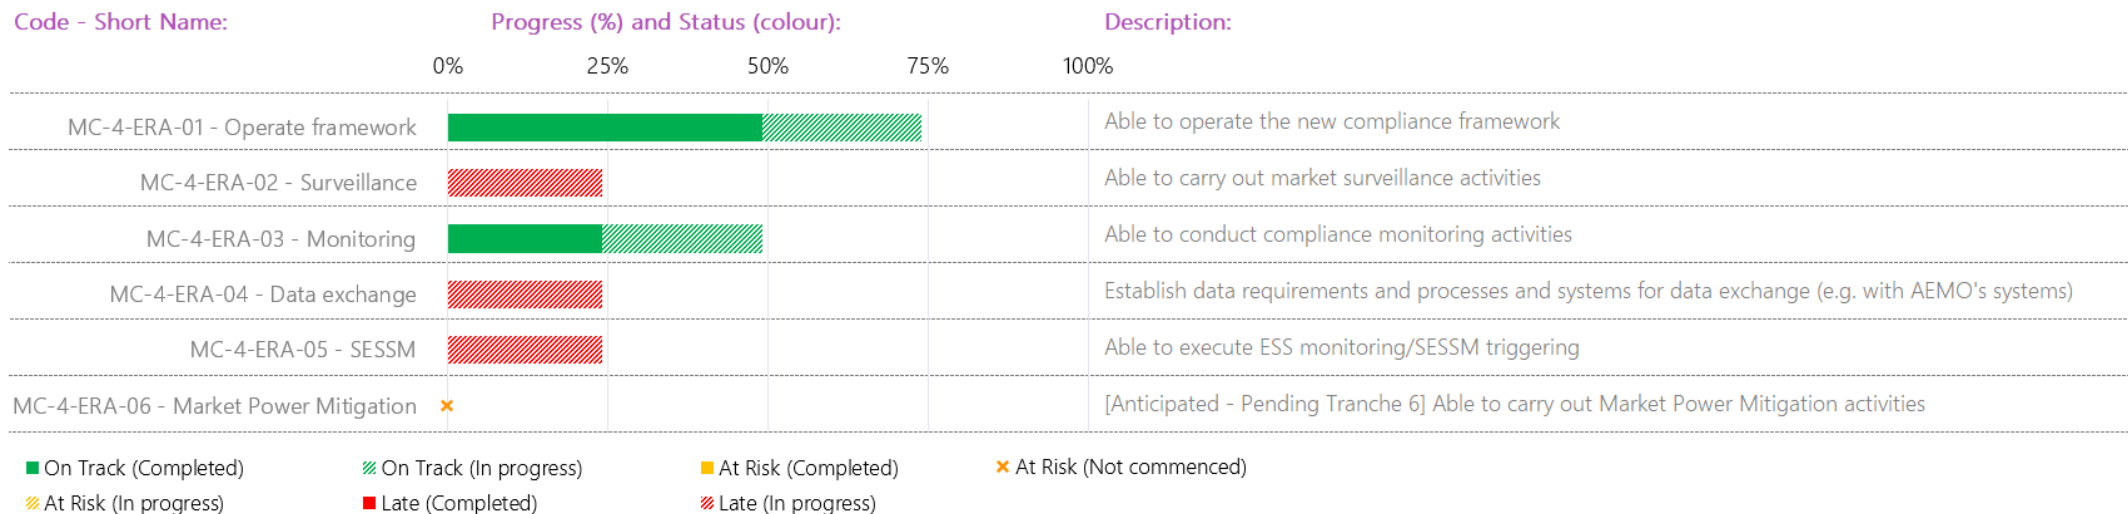 Code - Short Name: Progress (%) and Status (colour): Description:
0% 25% 50% 75% 100%
MC-4-ERA-01 - Operate framework Able to operate the new compliance framework
MC-4-ERA-02 - Surveillance Able to carry out market surveillance activities
MC-4-ERA-03 - Monitoring Able to conduct compliance monitoring activities
MC-4-ERA-04 - Data exchange Establish data requirements and processes and systems for data exchange (e.g. with AEMO's systems)
MC-4-ERA-05 - SESSM Able to execute ESS monitoring/SESSM triggering
MC-4-ERA-06 - Market Power Mitigation [Anticipated - Pending Tranche 6] Able to carry out Market Power Mitigation activities
On Track (Completed) On Track (In progress) At Risk (Completed) At Risk (Not commenced)
At Risk (In progress) Late (Completed) Late (In progress)